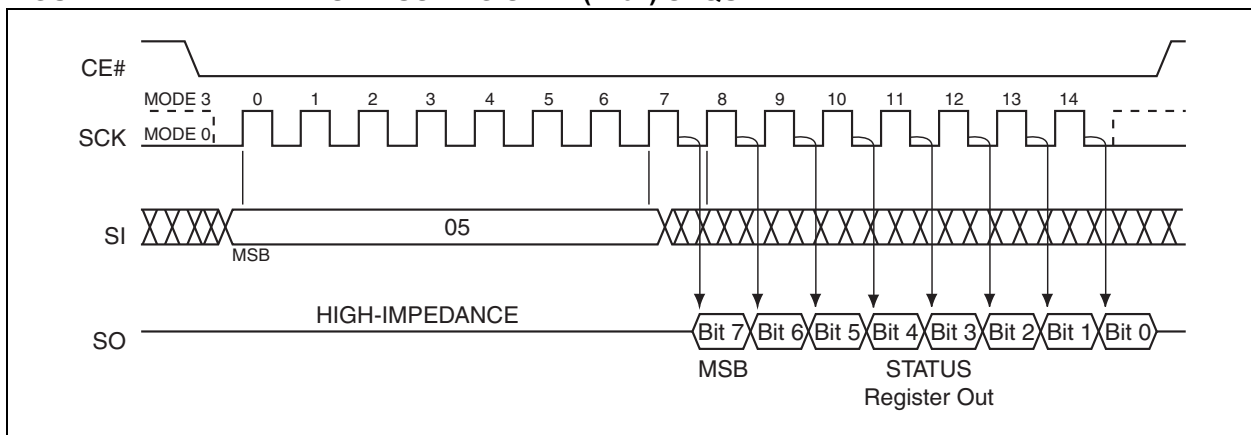 CE#
MODE 3 0 1 2 3 4 5 6 7 8 9 10 11 12 13 14
SCK MODE 0
SI 05
MSB
HIGH-IMPEDANCE
SO Bit 7 Bit 6 Bit 5 Bit 4 Bit 3 Bit 2 Bit 1 Bit 0
MSB STATUS
Register Out